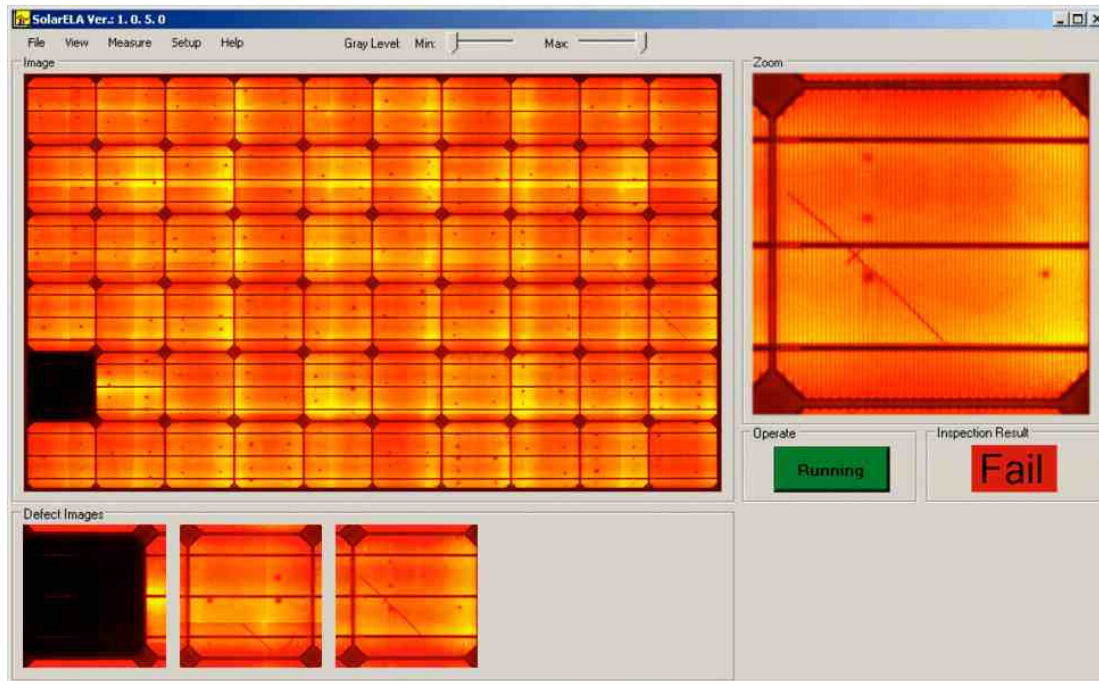 SolarELA Ver.: 1. 0. 5. 0
File View Measure Setup Help Gray Level: Min: Max:
Image
Zoom
Operate
Running
Inspection Result
Fail
Defect Images